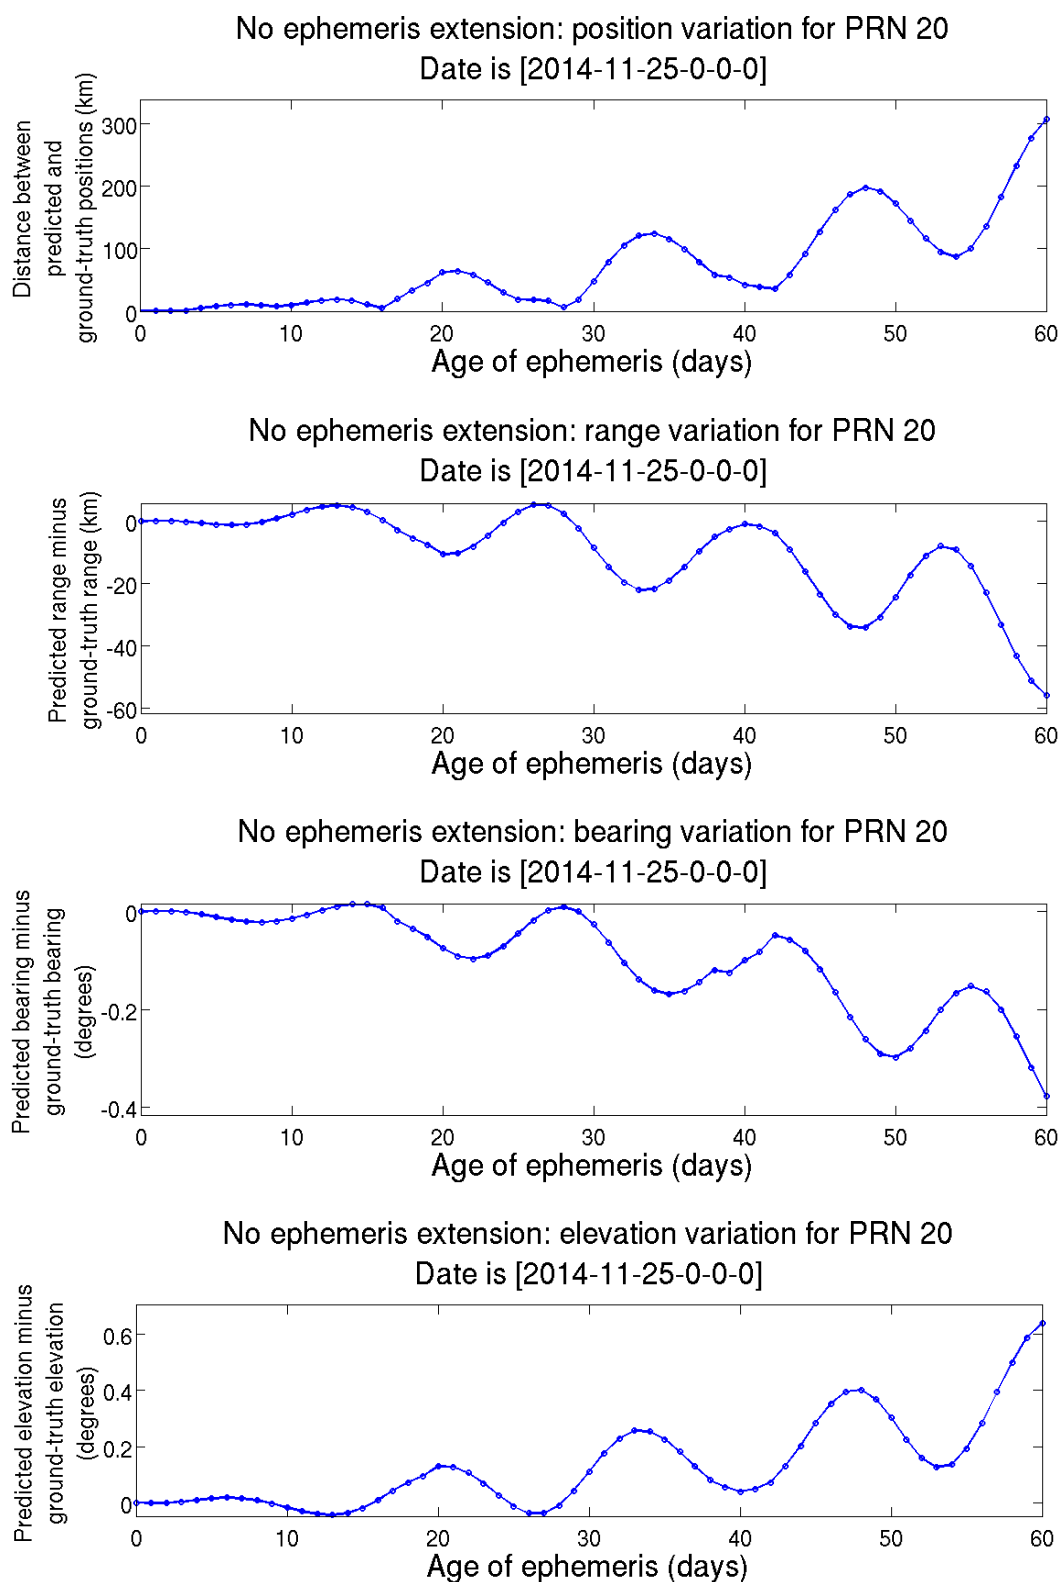 No ephemeris extension: position variation for PRN 20
Date is [2014-11-25-0-0-0]
Distance between
predicted and
ground-truth positions (km)
300
200
100
0
0 10 20 30 40 50 60
Age of ephemeris (days)
No ephemeris extension: range variation for PRN 20
Date is [2014-11-25-0-0-0]
Predicted range minus
ground-truth range (km)
0
-20
-40
-60
0 10 20 30 40 50 60
Age of ephemeris (days)
No ephemeris extension: bearing variation for PRN 20
Date is [2014-11-25-0-0-0]
Predicted bearing minus
ground-truth bearing
(degrees)
0
-0.2
-0.4
0 10 20 30 40 50 60
Age of ephemeris (days)
No ephemeris extension: elevation variation for PRN 20
Date is [2014-11-25-0-0-0]
Predicted elevation minus
ground-truth elevation
(degrees)
0.6
0.4
0.2
0
0 10 20 30 40 50 60
Age of ephemeris (days)